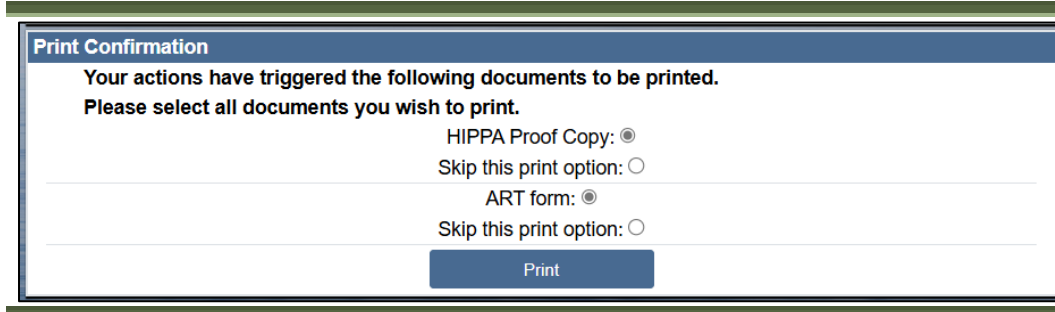 Print Confirmation
Your actions have triggered the following documents to be printed.
Please select all documents you wish to print.
HIPPA Proof Copy:
Skip this print option:
ART form:
Skip this print option:
Print